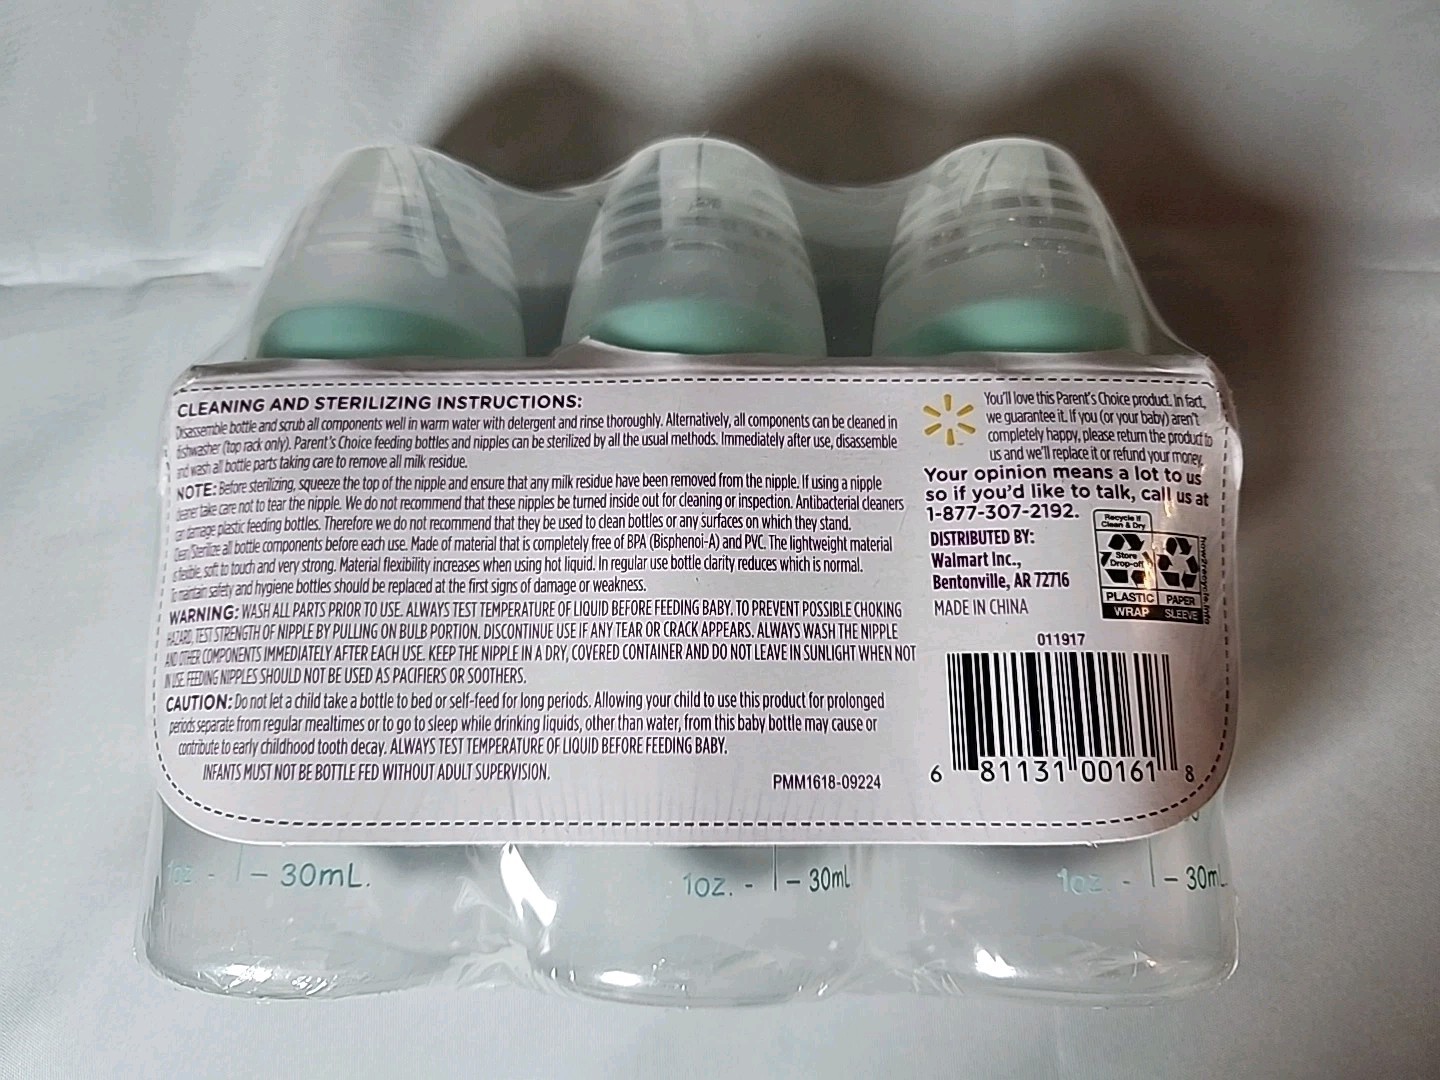 CLEANING AND STERILIZING INSTRUCTIONS:
Disassemble bottle and scrub all components well in warm water with detergent and rinse thoroughly. Alternatively, all components can be cleaned in
dishwasher (top rack only). Parent's Choice feeding bottles and nipples can be sterilized by all the usual methods. Immediately after use, disassemble
and wash all bottle parts taking care to remove all milk residue.
NOTE: Before sterilizing, squeeze the top of the nipple and ensure that any milk residue have been removed from the nipple. If using a nipple
cleaner take care not to tear the nipple. We do not recommend that these nipples be turned inside out for cleaning or inspection. Antibacterial cleaners
can damage plastic feeding bottles. Therefore we do not recommend that they be used to clean bottles or any surfaces on which they stand.
Clean/Sterilize all bottle components before each use. Made of material that is completely free of BPA (Bisphenoi-A) and PVC. The lightweight material
is flexible, soft to touch and very strong. Material flexibility increases when using hot liquid. In regular use bottle clarity reduces which is normal.
To maintain safety and hygiene bottles should be replaced at the first signs of damage or weakness.
WARNING: WASH ALL PARTS PRIOR TO USE. ALWAYS TEST TEMPERATURE OF LIQUID BEFORE FEEDING BABY. TO PREVENT POSSIBLE CHOKING
HAZARD, TEST STRENGTH OF NIPPLE BY PULLING ON BULB PORTION. DISCONTINUE USE IF ANY TEAR OR CRACK APPEARS. ALWAYS WASH THE NIPPLE
AND OTHER COMPONENTS IMMEDIATELY AFTER EACH USE. KEEP THE NIPPLE IN A DRY, COVERED CONTAINER AND DO NOT LEAVE IN SUNLIGHT WHEN NOT
IN USE. FEEDING NIPPLES SHOULD NOT BE USED AS PACIFIERS OR SOOTHERS.
CAUTION: Do not let a child take a bottle to bed or self-feed for long periods. Allowing your child to use this product for prolonged
periods separate from regular mealtimes or to go to sleep while drinking liquids, other than water, from this baby bottle may cause or
contribute to early childhood tooth decay. ALWAYS TEST TEMPERATURE OF LIQUID BEFORE FEEDING BABY.
INFANTS MUST NOT BE BOTTLE FED WITHOUT ADULT SUPERVISION.
PMM1618-09224
You'll love this Parent's Choice product. In fact,
we guarantee it. If you (or your baby) aren't
completely happy, please return the product to
us and we'll replace it or refund your money.
Your opinion means a lot to us
so if you'd like to talk, call us at
1-877-307-2192.
DISTRIBUTED BY:
Walmart Inc.,
Bentonville, AR 72716
MADE IN CHINA
Recycle if
Clean & Dry
Store
Drop-off
PLASTIC PAPER
WRAP SLEEVE
how2recycle.info
011917
6 81131 00161 8
1oz. - - 30mL.
1oz. - - 30mL
1oz. - - 30mL